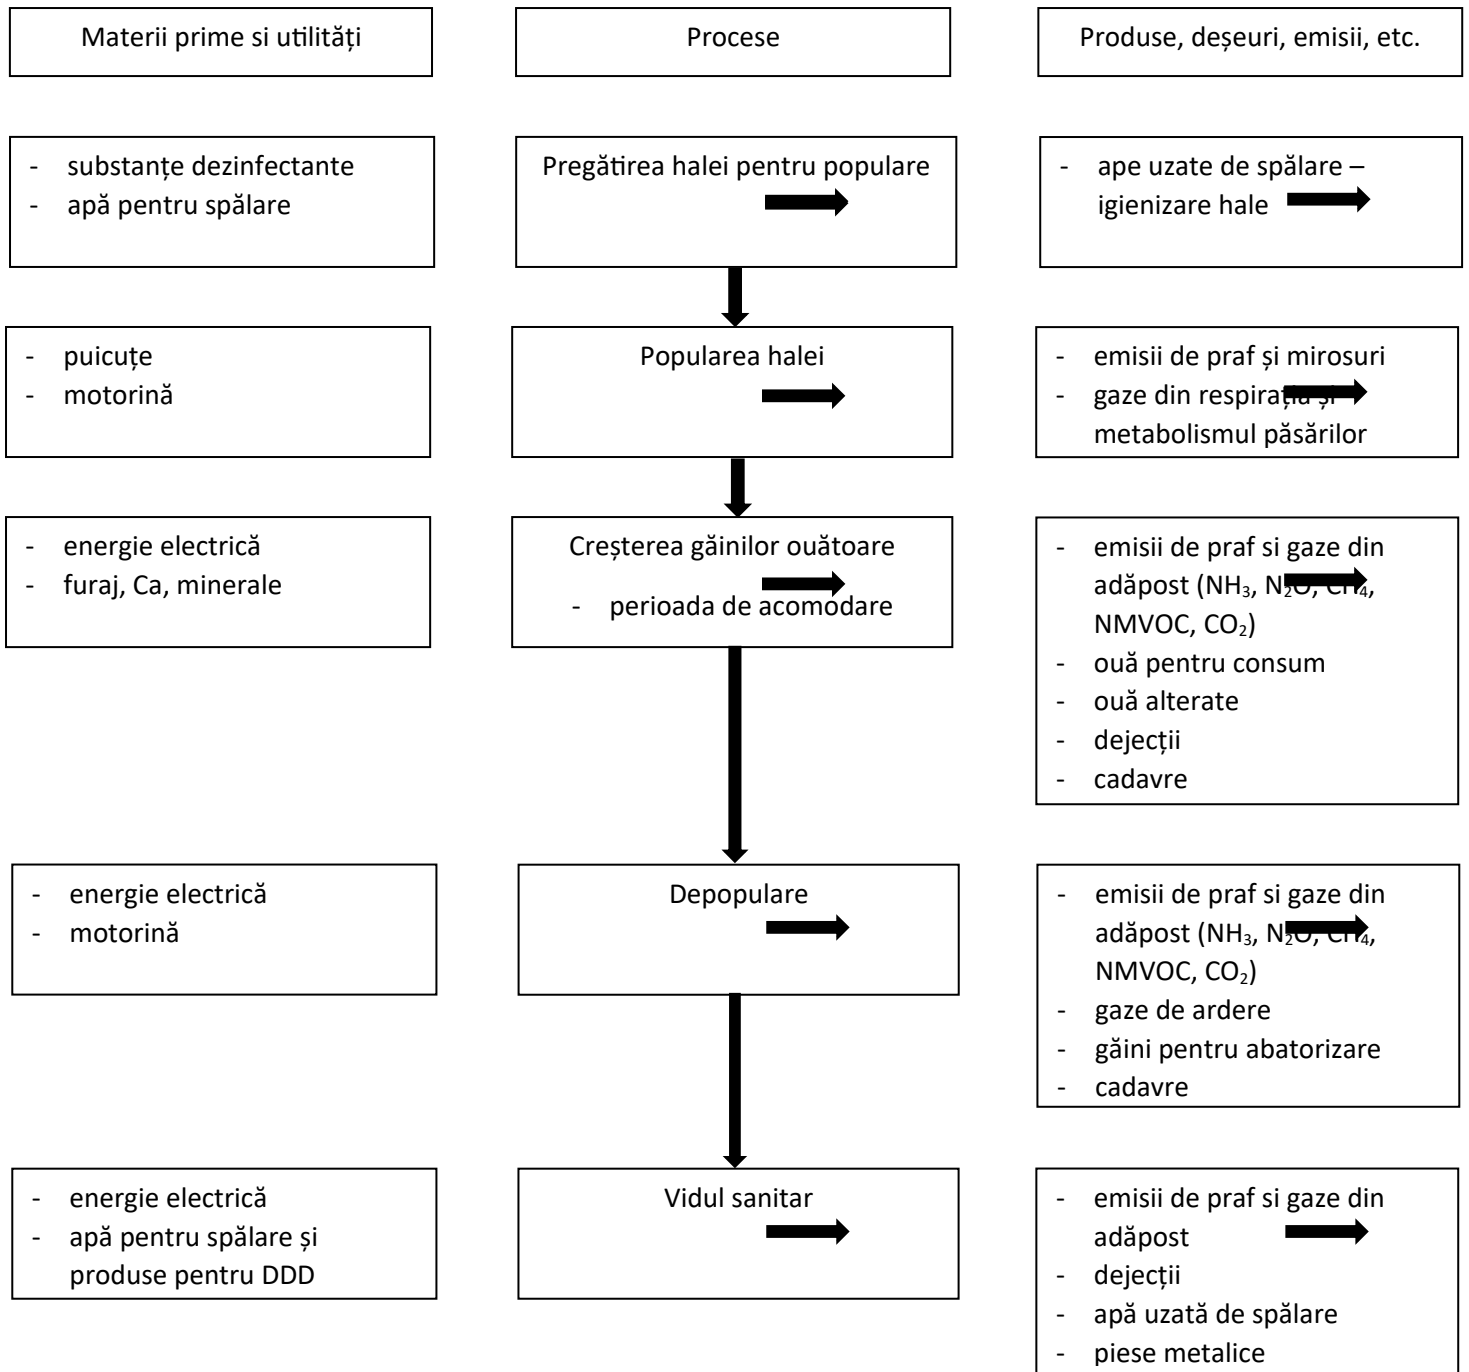 Materii prime si utilități
Procese
Produse, deșeuri, emisii, etc.
- substanțe dezinfectante
- apă pentru spălare
Pregătirea halei pentru populare
- ape uzate de spălare –
igienizare hale
- puicuțe
- motorină
Popularea halei
- emisii de praf și mirosuri
- gaze din respirația și
metabolismul păsărilor
- energie electrică
- furaj, Ca, minerale
Creșterea găinilor ouătoare
- perioada de acomodare
- emisii de praf si gaze din
adăpost (NH₃, N₂O, CH₄,
NMVOC, CO₂)
- ouă pentru consum
- ouă alterate
- dejecții
- cadavre
- energie electrică
- motorină
Depopulare
- emisii de praf si gaze din
adăpost (NH₃, N₂O, CH₄,
NMVOC, CO₂)
- gaze de ardere
- găini pentru abatorizare
- cadavre
- energie electrică
- apă pentru spălare și
produse pentru DDD
Vidul sanitar
- emisii de praf si gaze din
adăpost
- dejecții
- apă uzată de spălare
- piese metalice